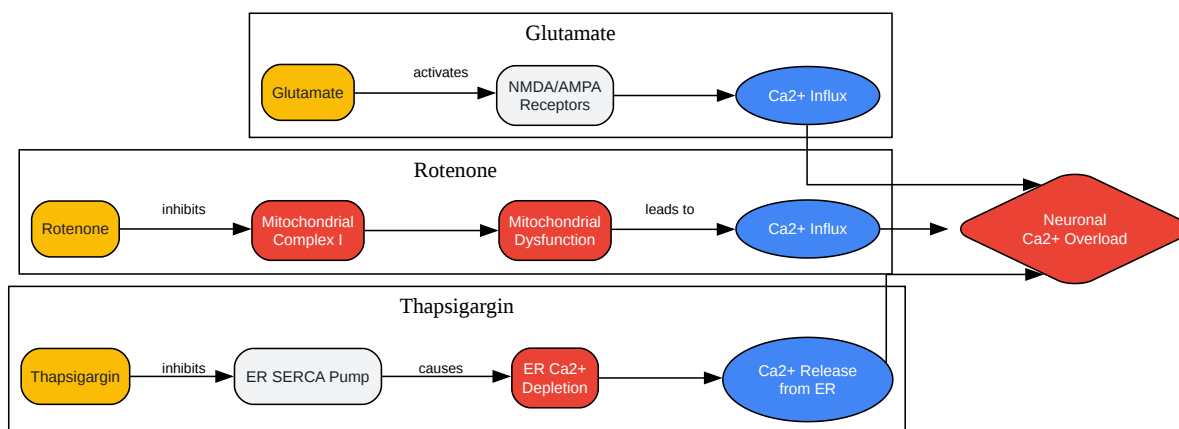 Glutamate
Glutamate
activates
NMDA/AMPA
Receptors
Ca2+ Influx
Rotenone
Rotenone
inhibits
Mitochondrial
Complex I
Mitochondrial
Dysfunction
leads to
Ca2+ Influx
Neuronal
Ca2+ Overload
Thapsigargin
Thapsigargin
inhibits
ER SERCA Pump
causes
ER Ca2+
Depletion
Ca2+ Release
from ER